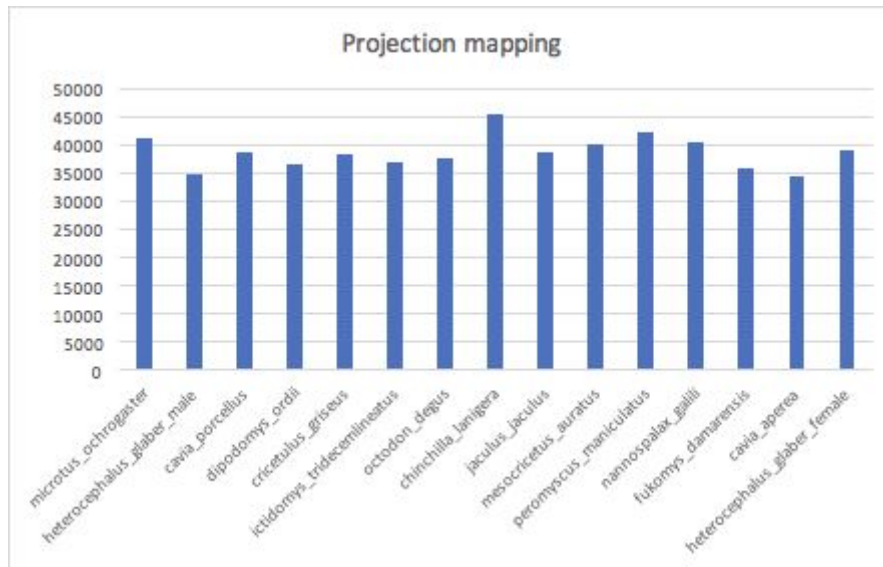 Projection mapping
50000
45000
40000
35000
30000
25000
20000
15000
10000
5000
0
microtus_ochrogaster
heterocephalus_glaber_male
cavia_porcellus
dipodomys_ordii
cricetulus_griseus
ictidomys_tridecemlineatus
octodon_degus
chinchilla_lanigera
jaculus_jaculus
mesocricetus_auratus
peromyscus_maniculatus
nannospalax_galili
fukomys_damarensis
cavia_aperea
heterocephalus_glaber_female